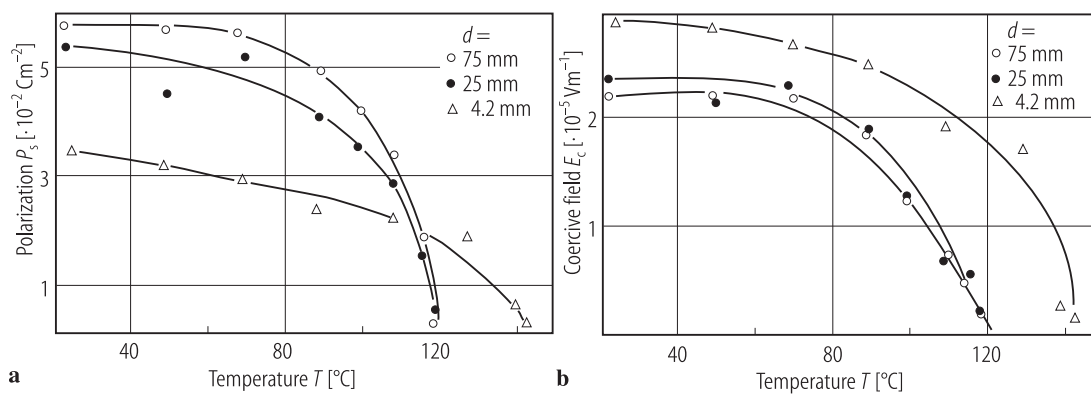 Polarization Pₛ [·10⁻² Cm⁻²]
5
3
1
d =
○ 75 mm
● 25 mm
△ 4.2 mm
40 80 120
Temperature T [°C]
a
Coercive field E꜀ [·10⁻⁵ Vm⁻¹]
2
1
d =
○ 75 mm
● 25 mm
△ 4.2 mm
40 80 120
Temperature T [°C]
b